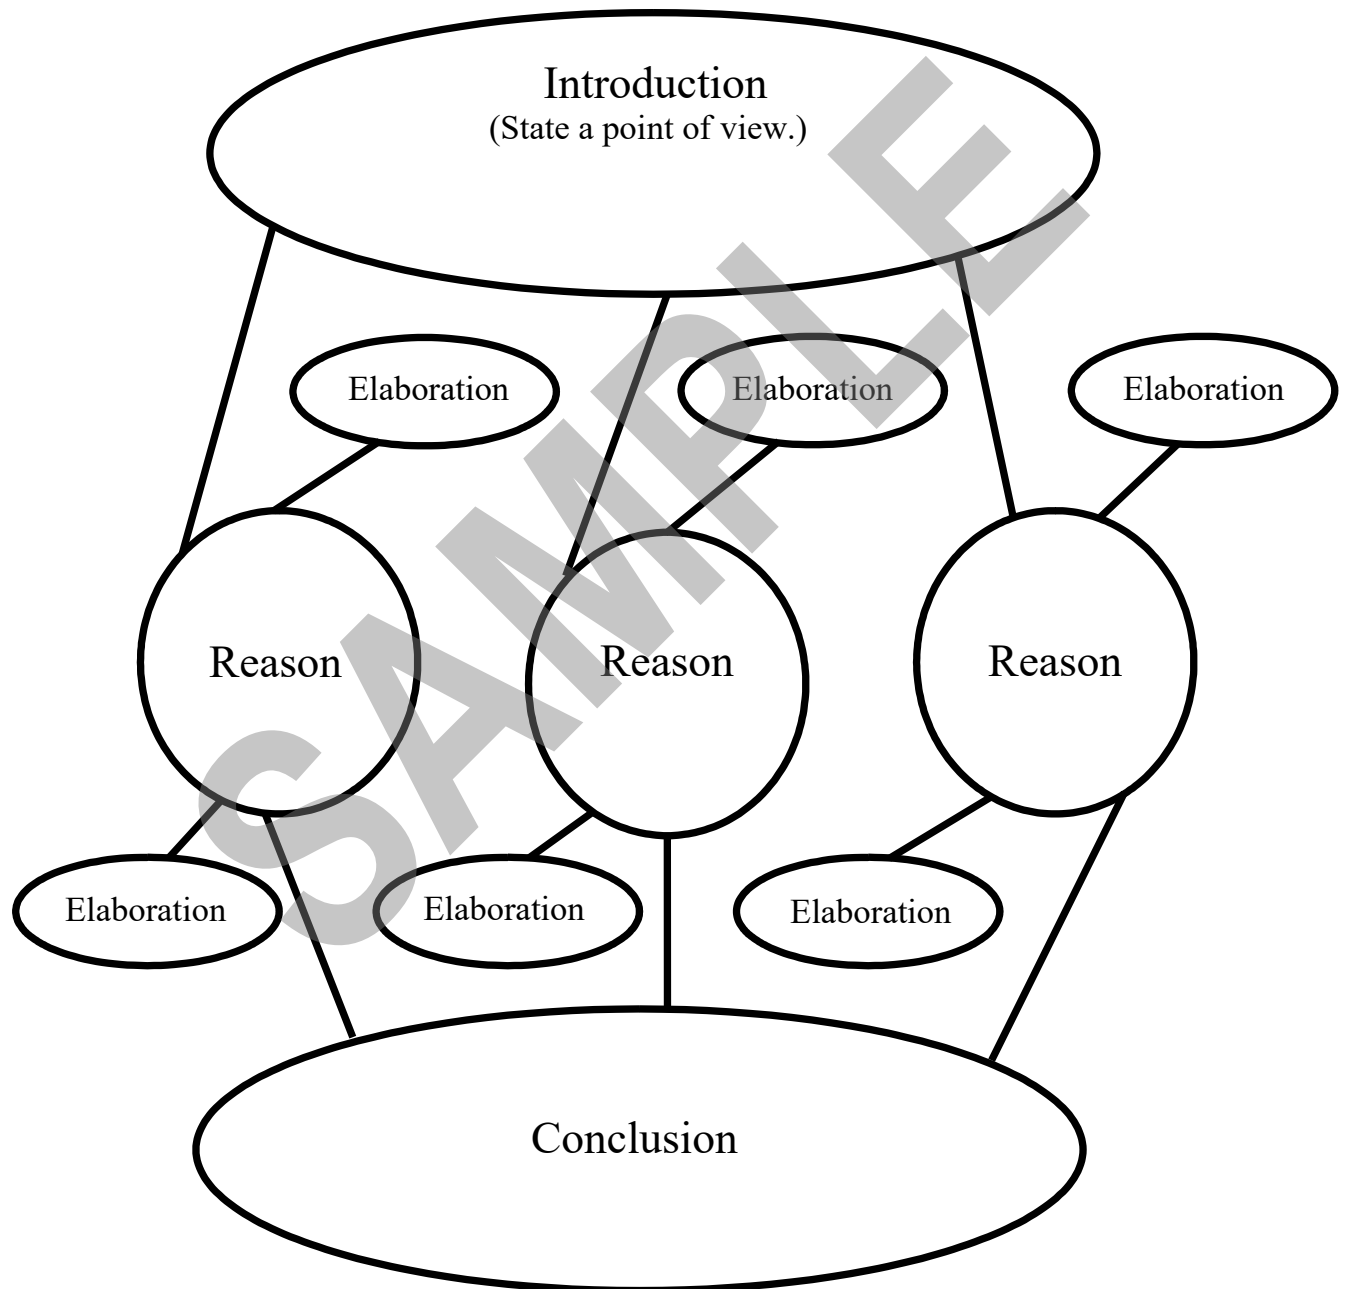 Introduction
(State a point of view.)
Elaboration
Elaboration
Elaboration
Reason
Reason
Reason
Elaboration
Elaboration
Elaboration
Conclusion
SAMPLE